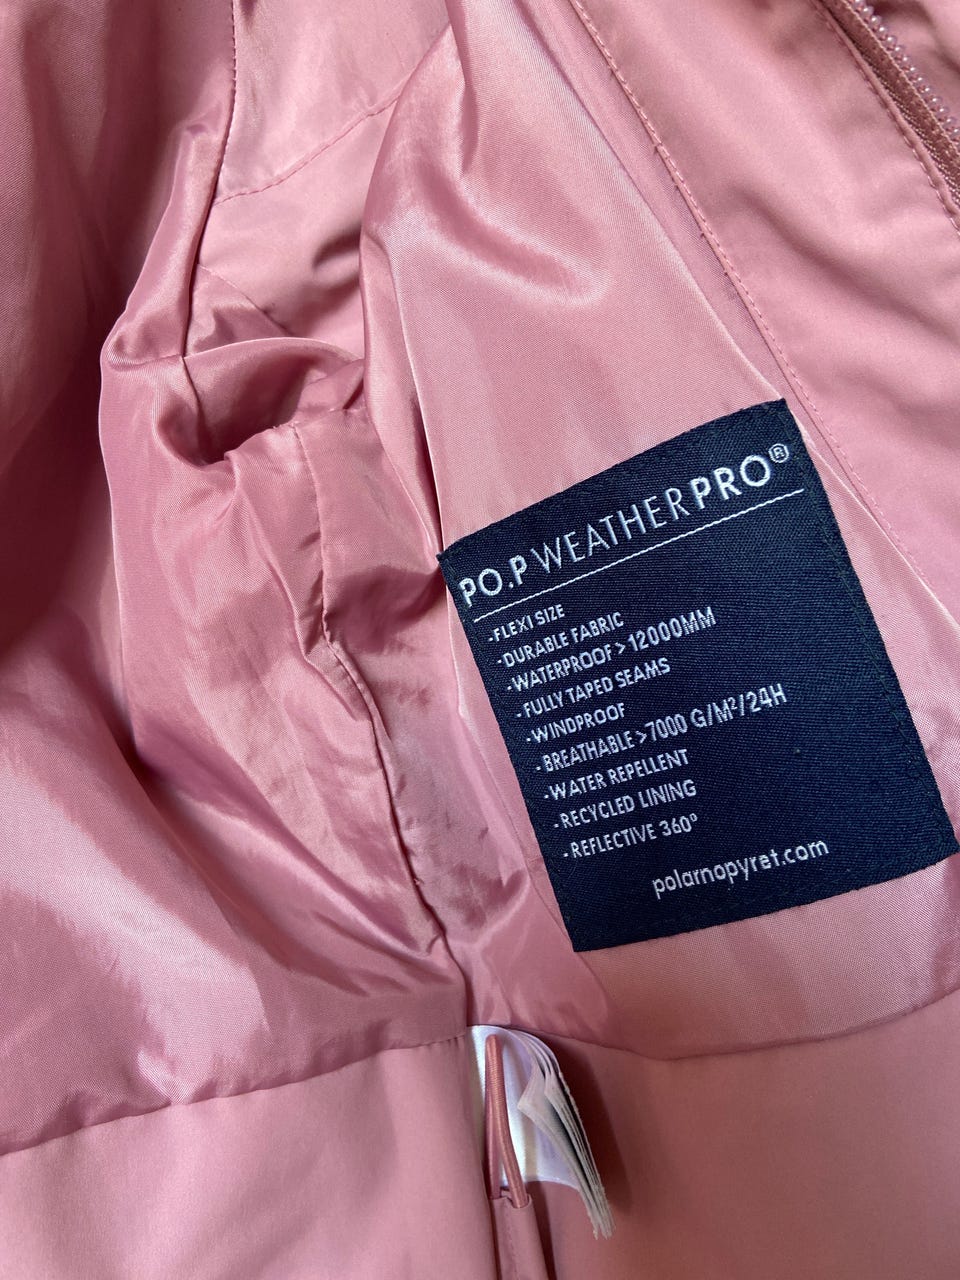 PO.P WEATHERPRO®
-FLEXI SIZE
-DURABLE FABRIC
-WATERPROOF >12000MM
-FULLY TAPED SEAMS
-WINDPROOF
-BREATHABLE >7000 G/M²/24H
-WATER REPELLENT
-RECYCLED LINING
-REFLECTIVE 360°
polarnopyret.com